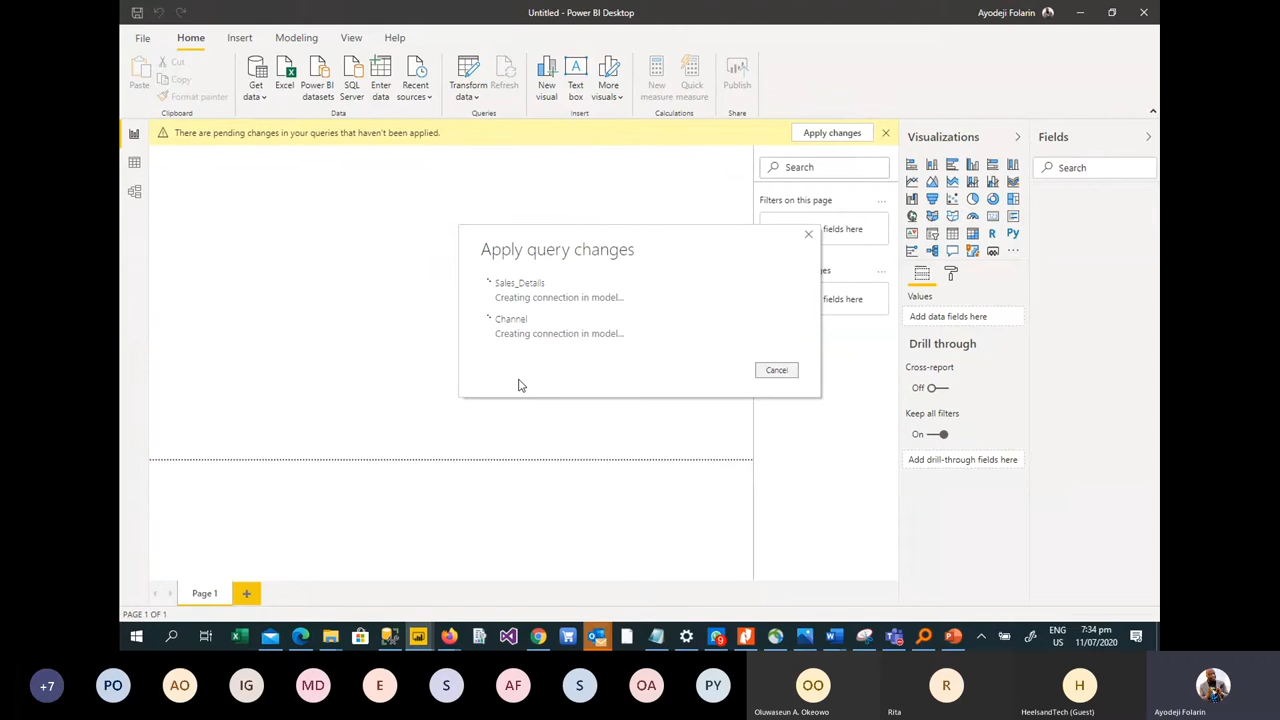 Untitled - Power BI Desktop
Ayodeji Folarin
File
Home
Insert
Modeling
View
Help
Paste
Cut
Copy
Format painter
Get data
Excel
Power BI datasets
SQL Server
Enter data
Recent sources
Transform data
Refresh
New visual
Text box
More visuals
New measure
Quick measure
Publish
Clipboard
Data
Queries
Insert
Calculations
Share
There are pending changes in your queries that haven't been applied.
Apply changes
Search
Filters on this page
...
fields here
ges
...
fields here
Apply query changes
Sales_Details
Creating connection in model...
Channel
Creating connection in model...
Cancel
Visualizations
R
Py
...
Values
Add data fields here
Drill through
Cross-report
Off
Keep all filters
On
Add drill-through fields here
Fields
Search
Page 1
+
PAGE 1 OF 1
ENG
US
7:34 pm
11/07/2020
+7
PO
AO
IG
MD
E
S
AF
S
OA
PY
OO
Oluwaseun A. Okeowo
R
Rita
H
HeelsandTech (Guest)
Ayodeji Folarin